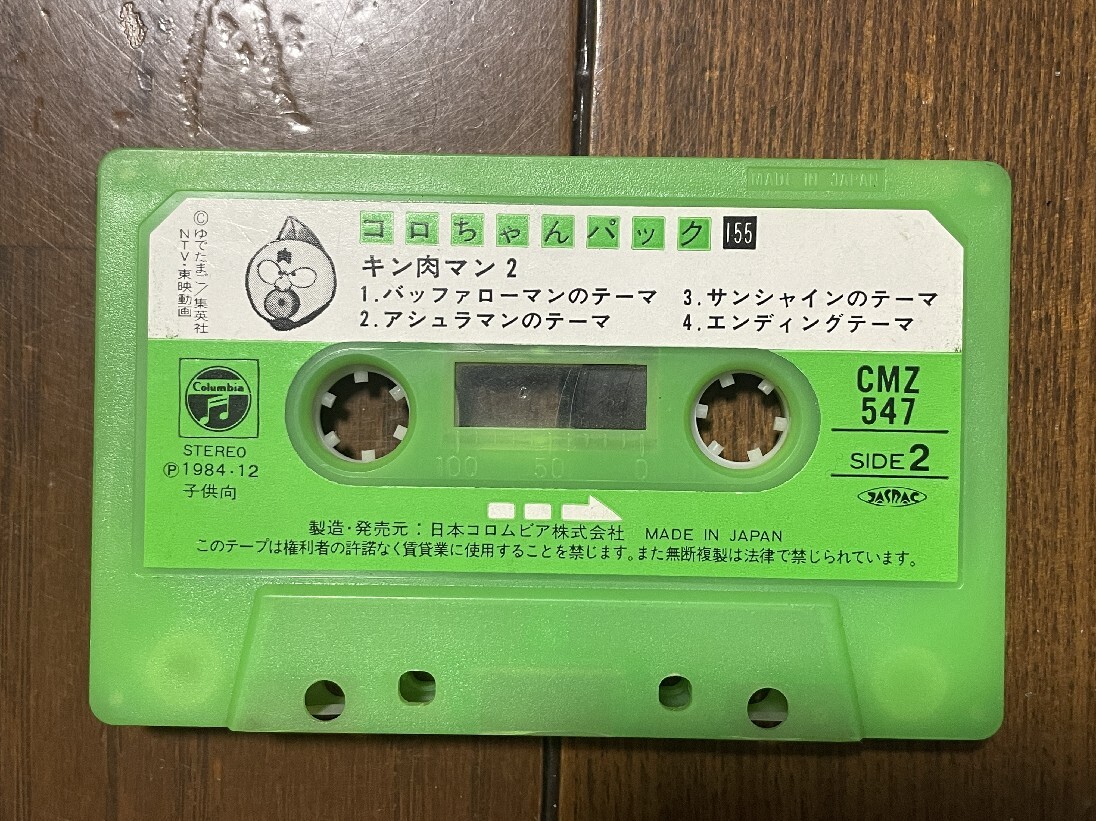 MADE IN JAPAN
©ゆでたまご/集英社
NTV・東映動画
肉
コロちゃんパック 155
キン肉マン2
1.バッファローマンのテーマ 3.サンシャインのテーマ
2.アシュラマンのテーマ 4.エンディングテーマ
Columbia
STEREO
Ⓟ1984・12
子供向
CMZ
547
SIDE 2
JASRAC
100 50 0
製造・発売元：日本コロムビア株式会社 MADE IN JAPAN
このテープは権利者の許諾なく賃貸業に使用することを禁じます。また無断複製は法律で禁じられています。